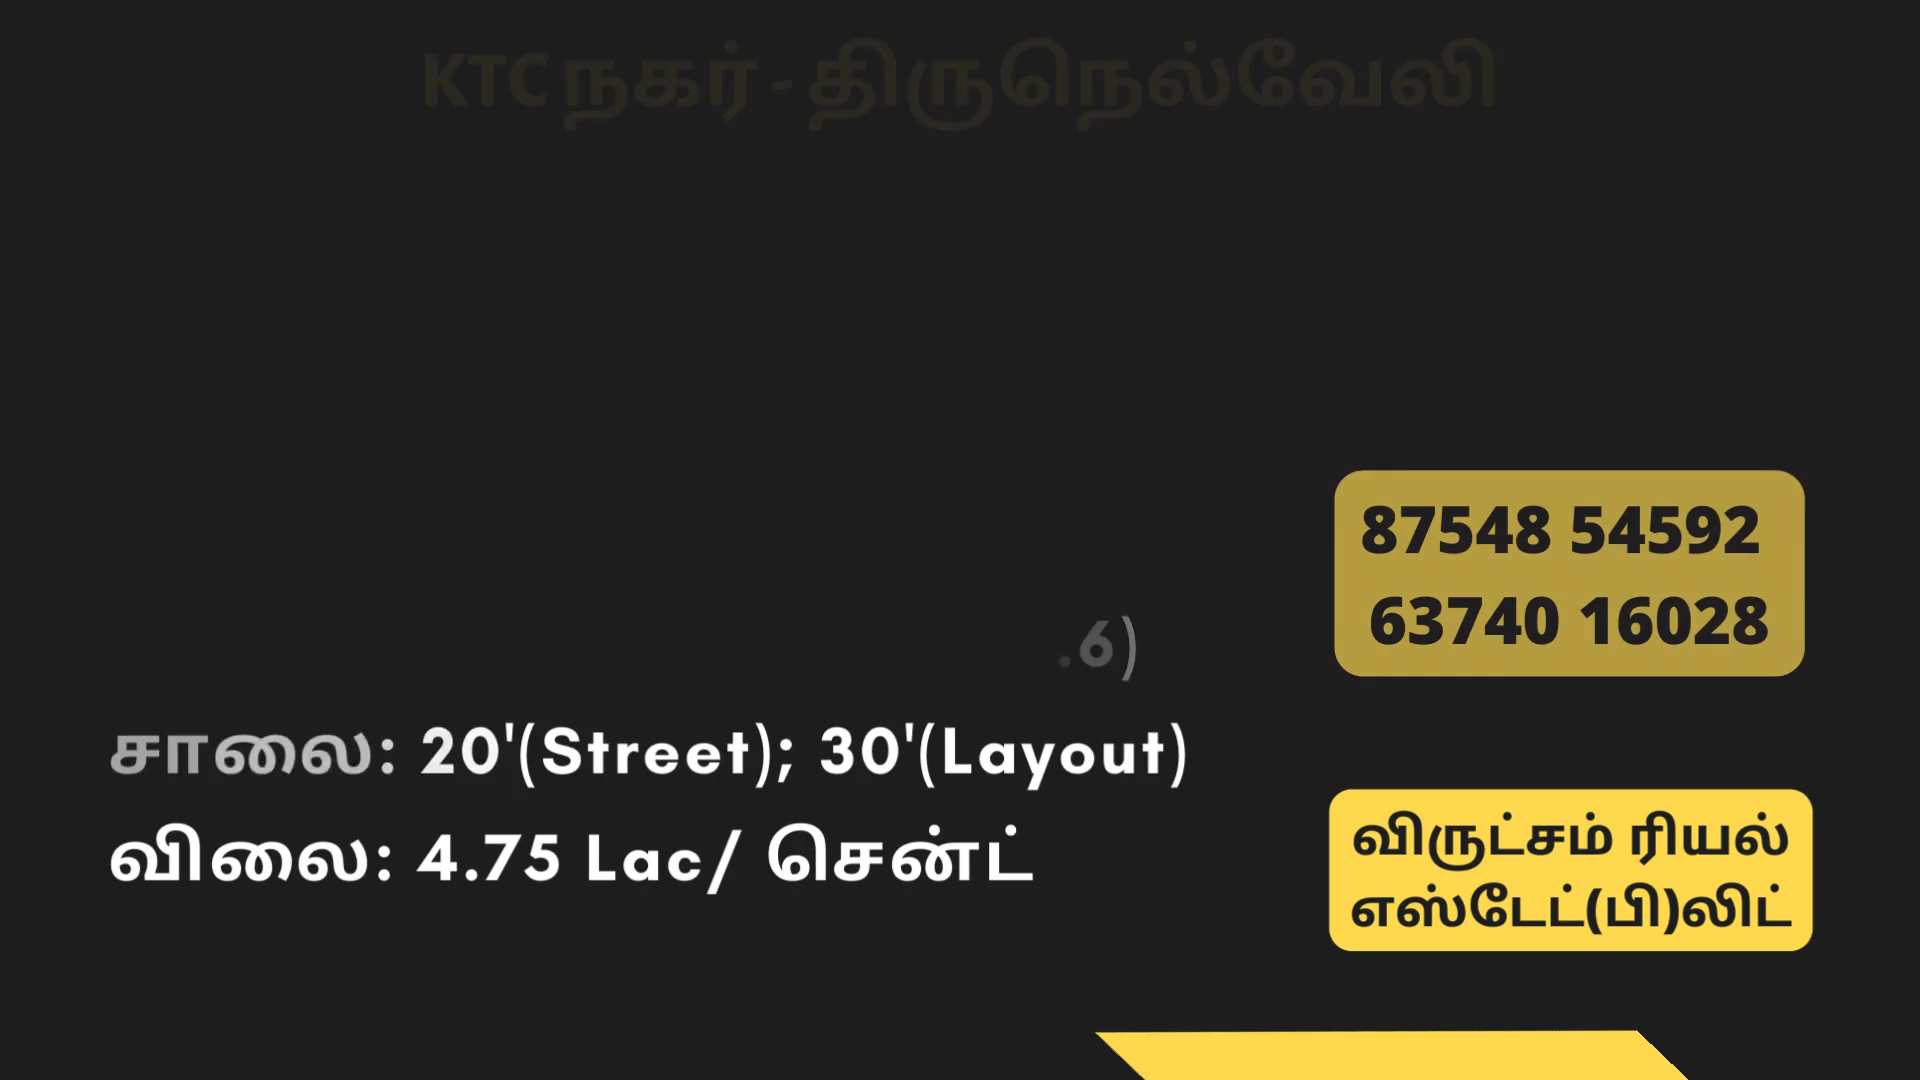 KTC நகர் - திருநெல்வேலி
87548 54592
63740 16028
.6)
சாலை: 20'(Street); 30'(Layout)
விலை: 4.75 Lac/ சென்ட்
விருட்சம் ரியல்
எஸ்டேட்(பி)லிட்